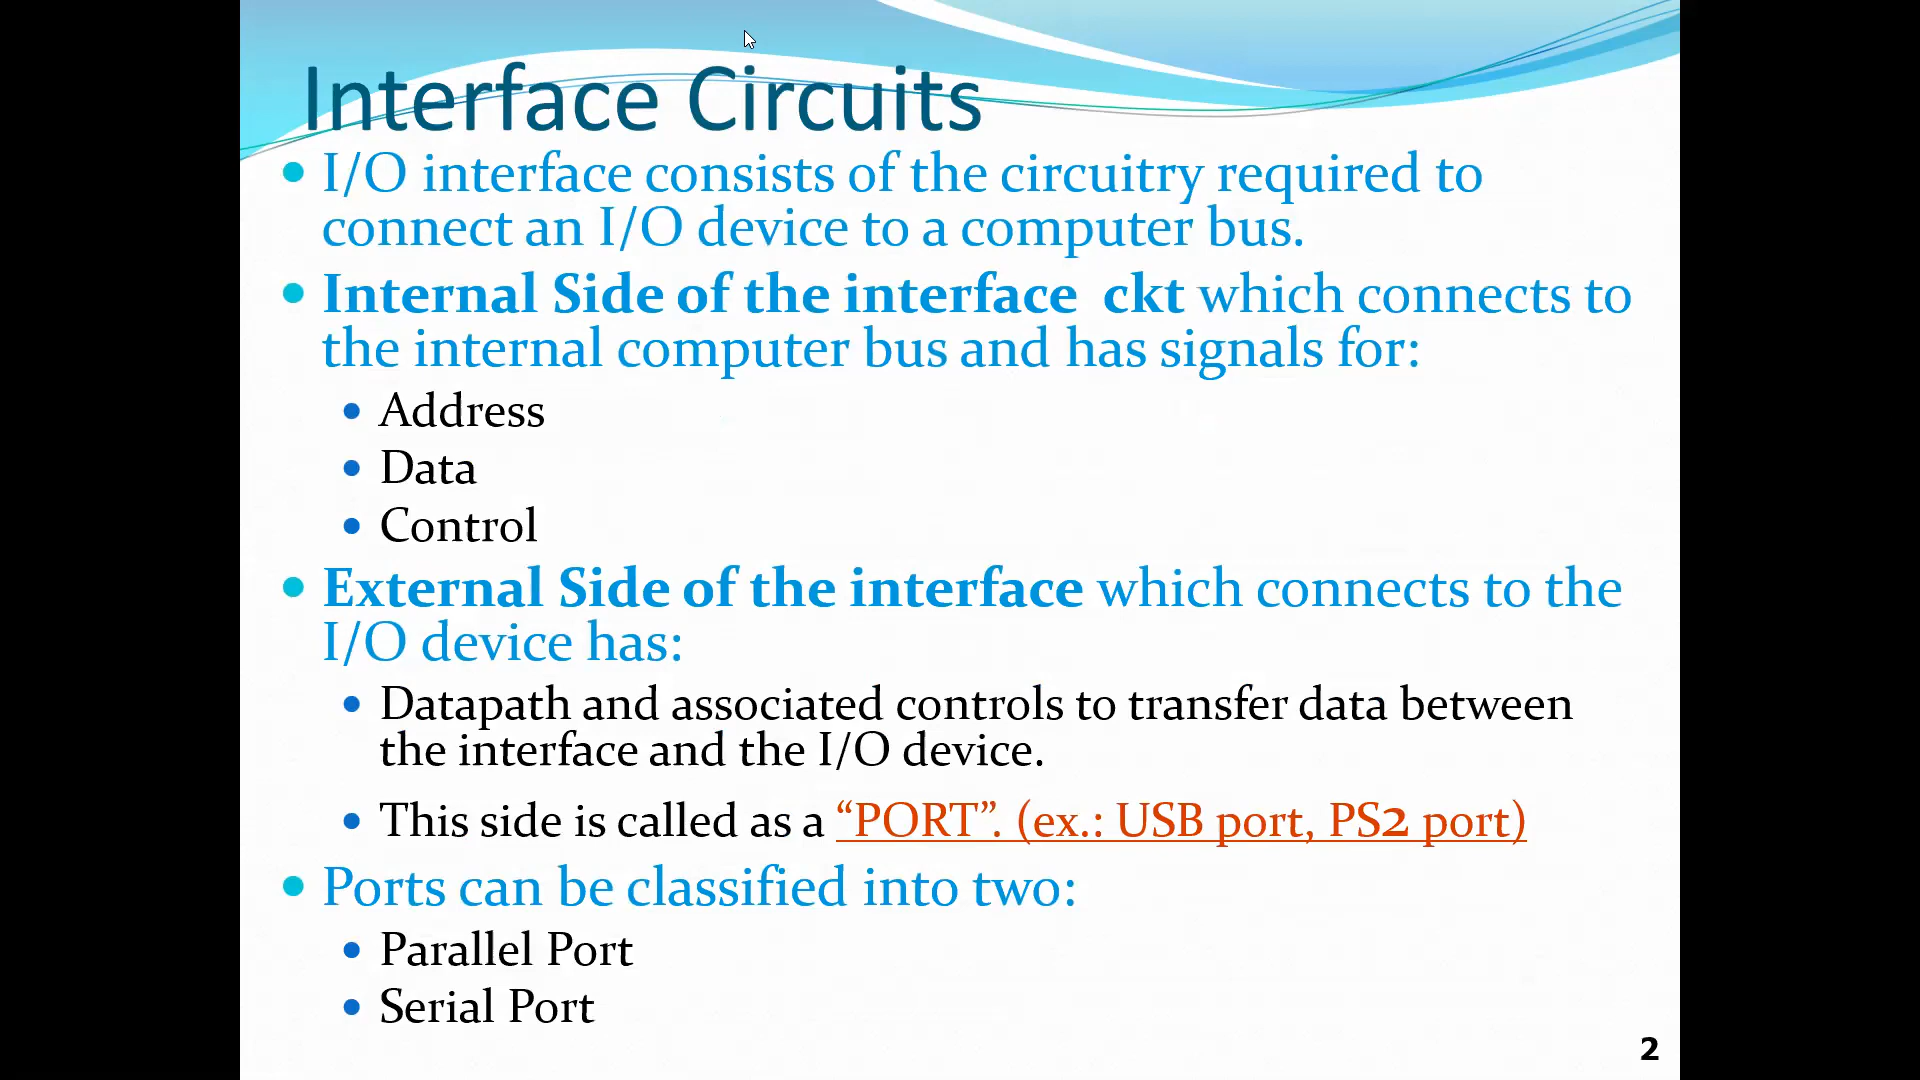 Interface Circuits
• I/O interface consists of the circuitry required to
connect an I/O device to a computer bus.
• Internal Side of the interface  ckt which connects to
the internal computer bus and has signals for:
• Address
• Data
• Control
• External Side of the interface which connects to the
I/O device has:
• Datapath and associated controls to transfer data between
the interface and the I/O device.
• This side is called as a “PORT”. (ex.: USB port, PS2 port)
• Ports can be classified into two:
• Parallel Port
• Serial Port
2